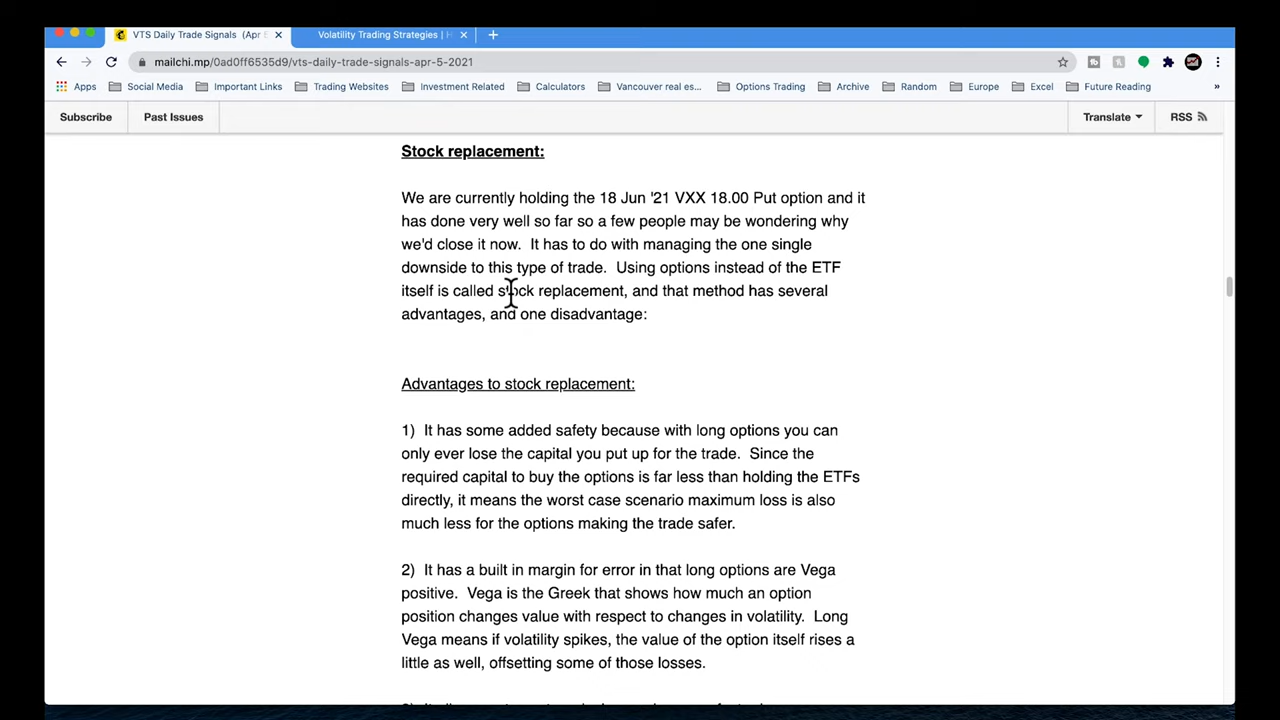 VTS Daily Trade Signals (Apr
Volatility Trading Strategies |
mailchi.mp/0ad0ff6535d9/vts-daily-trade-signals-apr-5-2021
Apps Social Media Important Links Trading Websites Investment Related Calculators Vancouver real es... Options Trading Archive Random Europe Excel Future Reading »
Subscribe Past Issues Translate RSS
Stock replacement:
We are currently holding the 18 Jun '21 VXX 18.00 Put option and it
has done very well so far so a few people may be wondering why
we'd close it now. It has to do with managing the one single
downside to this type of trade. Using options instead of the ETF
itself is called stock replacement, and that method has several
advantages, and one disadvantage:
Advantages to stock replacement:
1) It has some added safety because with long options you can
only ever lose the capital you put up for the trade. Since the
required capital to buy the options is far less than holding the ETFs
directly, it means the worst case scenario maximum loss is also
much less for the options making the trade safer.
2) It has a built in margin for error in that long options are Vega
positive. Vega is the Greek that shows how much an option
position changes value with respect to changes in volatility. Long
Vega means if volatility spikes, the value of the option itself rises a
little as well, offsetting some of those losses.